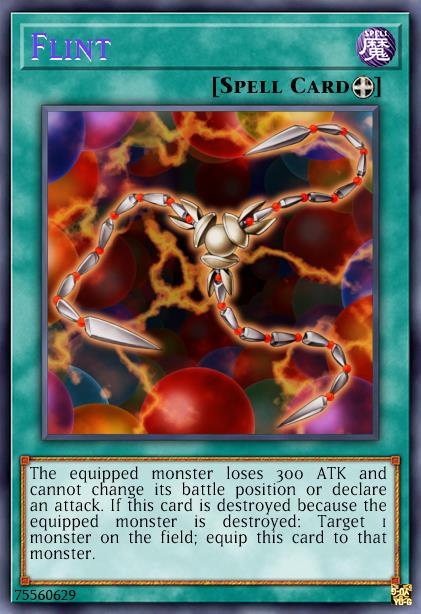 Flint
SPELL
魔
[Spell Card]
The equipped monster loses 300 ATK and
cannot change its battle position or declare
an attack. If this card is destroyed because the
equipped monster is destroyed: Target 1
monster on the field; equip this card to that
monster.
75560629